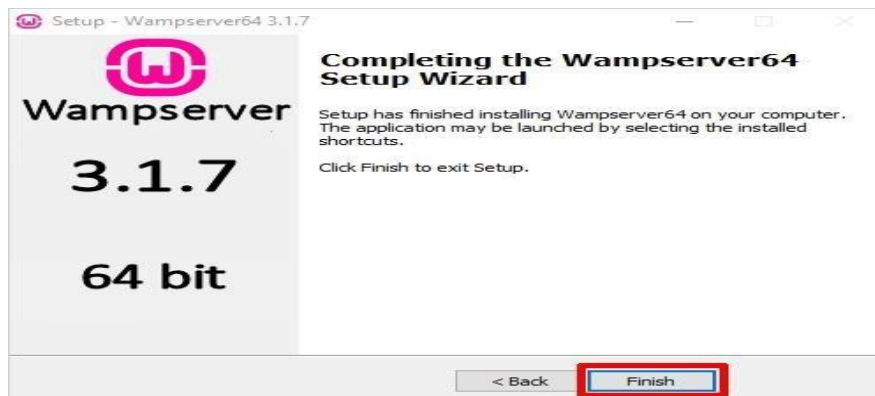 Setup - Wampserver64 3.1.7
Wampserver
3.1.7
64 bit
Completing the Wampserver64
Setup Wizard
Setup has finished installing Wampserver64 on your computer.
The application may be launched by selecting the installed
shortcuts.
Click Finish to exit Setup.
< Back
Finish